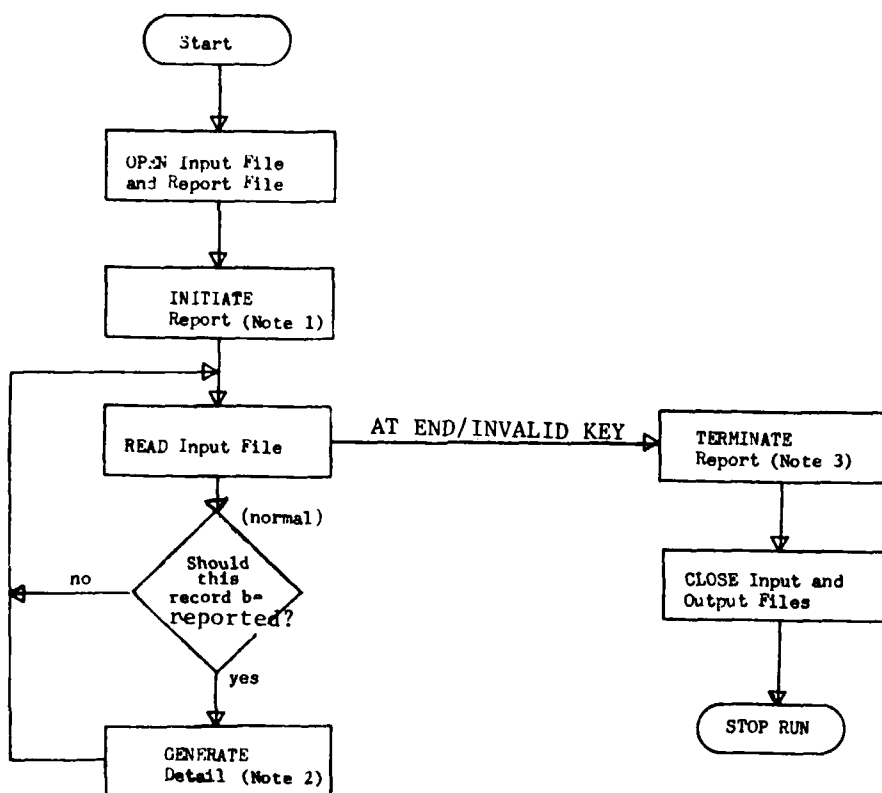 Start
OPEN Input File
and Report File
INITIATE
Report (Note 1)
READ Input File
AT END/INVALID KEY
TERMINATE
Report (Note 3)
(normal)
Should
this
record be
reported?
no
yes
CLOSE Input and
Output Files
GENERATE
Detail (Note 2)
STOP RUN